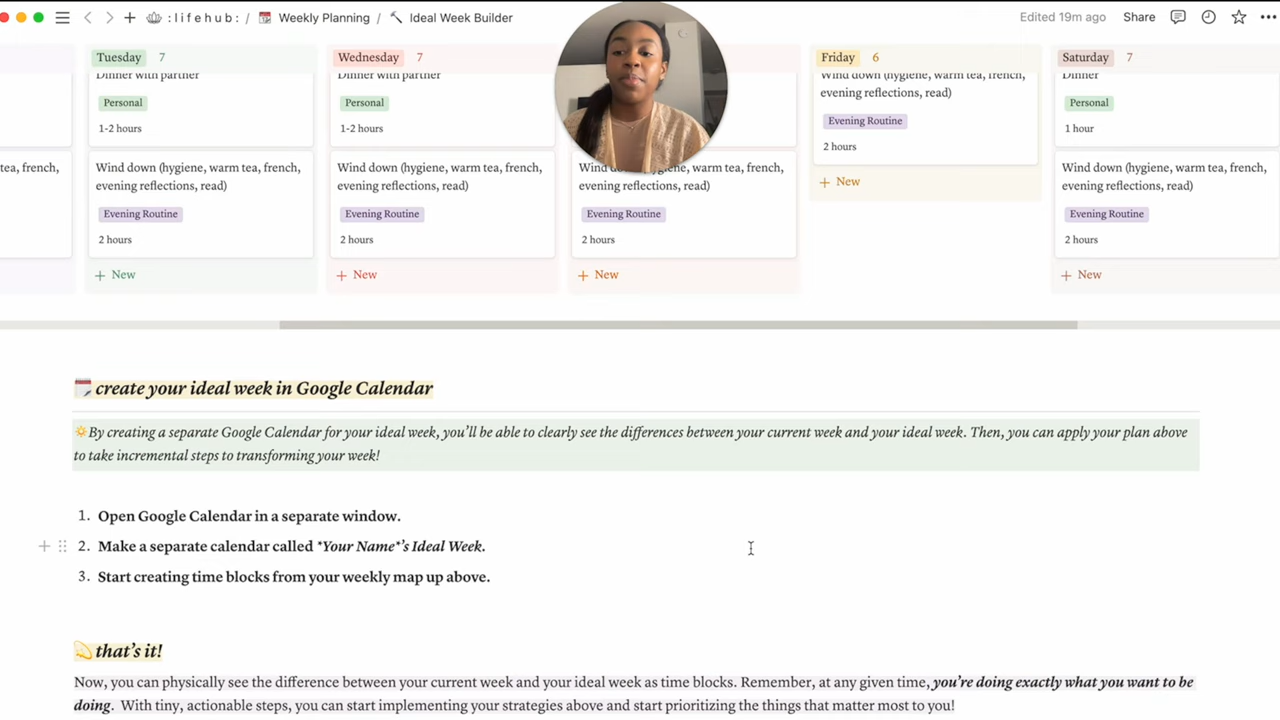 : l i f e h u b : / Weekly Planning / Ideal Week Builder Edited 19m ago Share
Tuesday 7 Wednesday 7 Friday 6 Saturday 7
Dinner with partner Dinner with partner Wind down (hygiene, warm tea, french, Dinner
evening reflections, read)
Personal Personal Personal
Evening Routine
1-2 hours 1-2 hours 1 hour
2 hours
tea, french, Wind down (hygiene, warm tea, french, Wind down (hygiene, warm tea, french, Wind tea, french, Wind down (hygiene, warm tea, french,
+ New
evening reflections, read) evening reflections, read) evening reflections, read) evening reflections, read)
Evening Routine Evening Routine Evening Routine Evening Routine
2 hours 2 hours 2 hours 2 hours
+ New + New + New + New
create your ideal week in Google Calendar
By creating a separate Google Calendar for your ideal week, you'll be able to clearly see the differences between your current week and your ideal week. Then, you can apply your plan above
to take incremental steps to transforming your week!
1. Open Google Calendar in a separate window.
2. Make a separate calendar called *Your Name*'s Ideal Week.
3. Start creating time blocks from your weekly map up above.
that's it!
Now, you can physically see the difference between your current week and your ideal week as time blocks. Remember, at any given time, you're doing exactly what you want to be
doing. With tiny, actionable steps, you can start implementing your strategies above and start prioritizing the things that matter most to you!